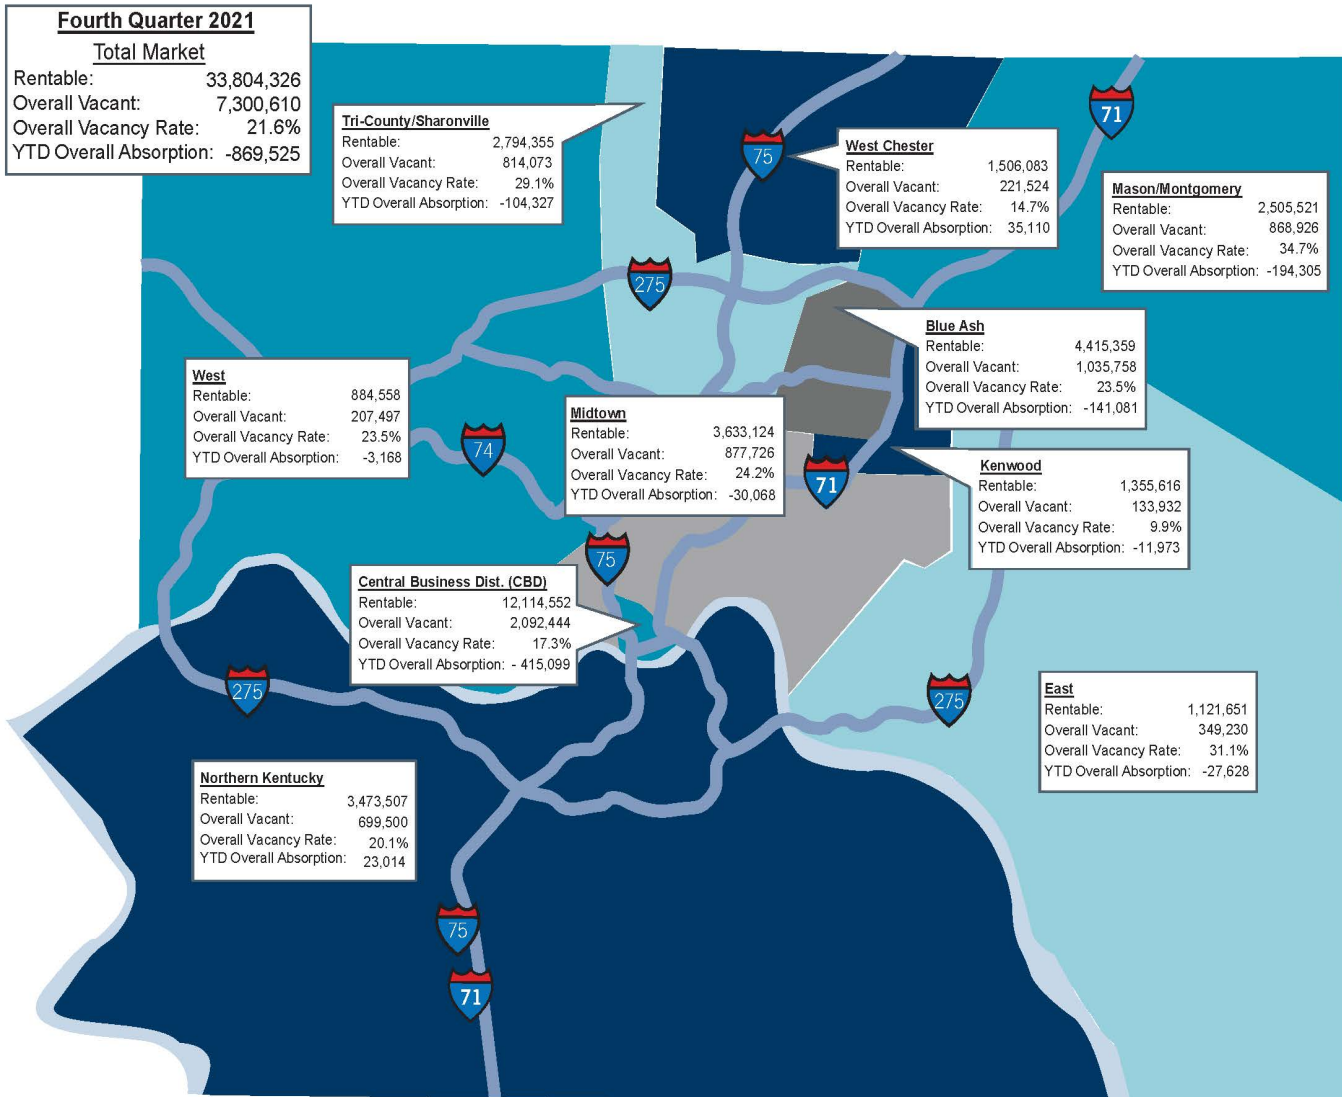 Fourth Quarter 2021
Total Market
Rentable: 33,804,326
Overall Vacant: 7,300,610
Overall Vacancy Rate: 21.6%
YTD Overall Absorption: -869,525
Tri-County/Sharonville
Rentable: 2,794,355
Overall Vacant: 814,073
Overall Vacancy Rate: 29.1%
YTD Overall Absorption: -104,327
75
West Chester
Rentable: 1,506,083
Overall Vacant: 221,524
Overall Vacancy Rate: 14.7%
YTD Overall Absorption: 35,110
71
Mason/Montgomery
Rentable: 2,505,521
Overall Vacant: 868,926
Overall Vacancy Rate: 34.7%
YTD Overall Absorption: -194,305
275
Blue Ash
Rentable: 4,415,359
Overall Vacant: 1,035,758
Overall Vacancy Rate: 23.5%
YTD Overall Absorption: -141,081
West
Rentable: 884,558
Overall Vacant: 207,497
Overall Vacancy Rate: 23.5%
YTD Overall Absorption: -3,168
74
Midtown
Rentable: 3,633,124
Overall Vacant: 877,726
Overall Vacancy Rate: 24.2%
YTD Overall Absorption: -30,068
71
Kenwood
Rentable: 1,355,616
Overall Vacant: 133,932
Overall Vacancy Rate: 9.9%
YTD Overall Absorption: -11,973
75
Central Business Dist. (CBD)
Rentable: 12,114,552
Overall Vacant: 2,092,444
Overall Vacancy Rate: 17.3%
YTD Overall Absorption: - 415,099
275
275
East
Rentable: 1,121,651
Overall Vacant: 349,230
Overall Vacancy Rate: 31.1%
YTD Overall Absorption: -27,628
Northern Kentucky
Rentable: 3,473,507
Overall Vacant: 699,500
Overall Vacancy Rate: 20.1%
YTD Overall Absorption: 23,014
75
71